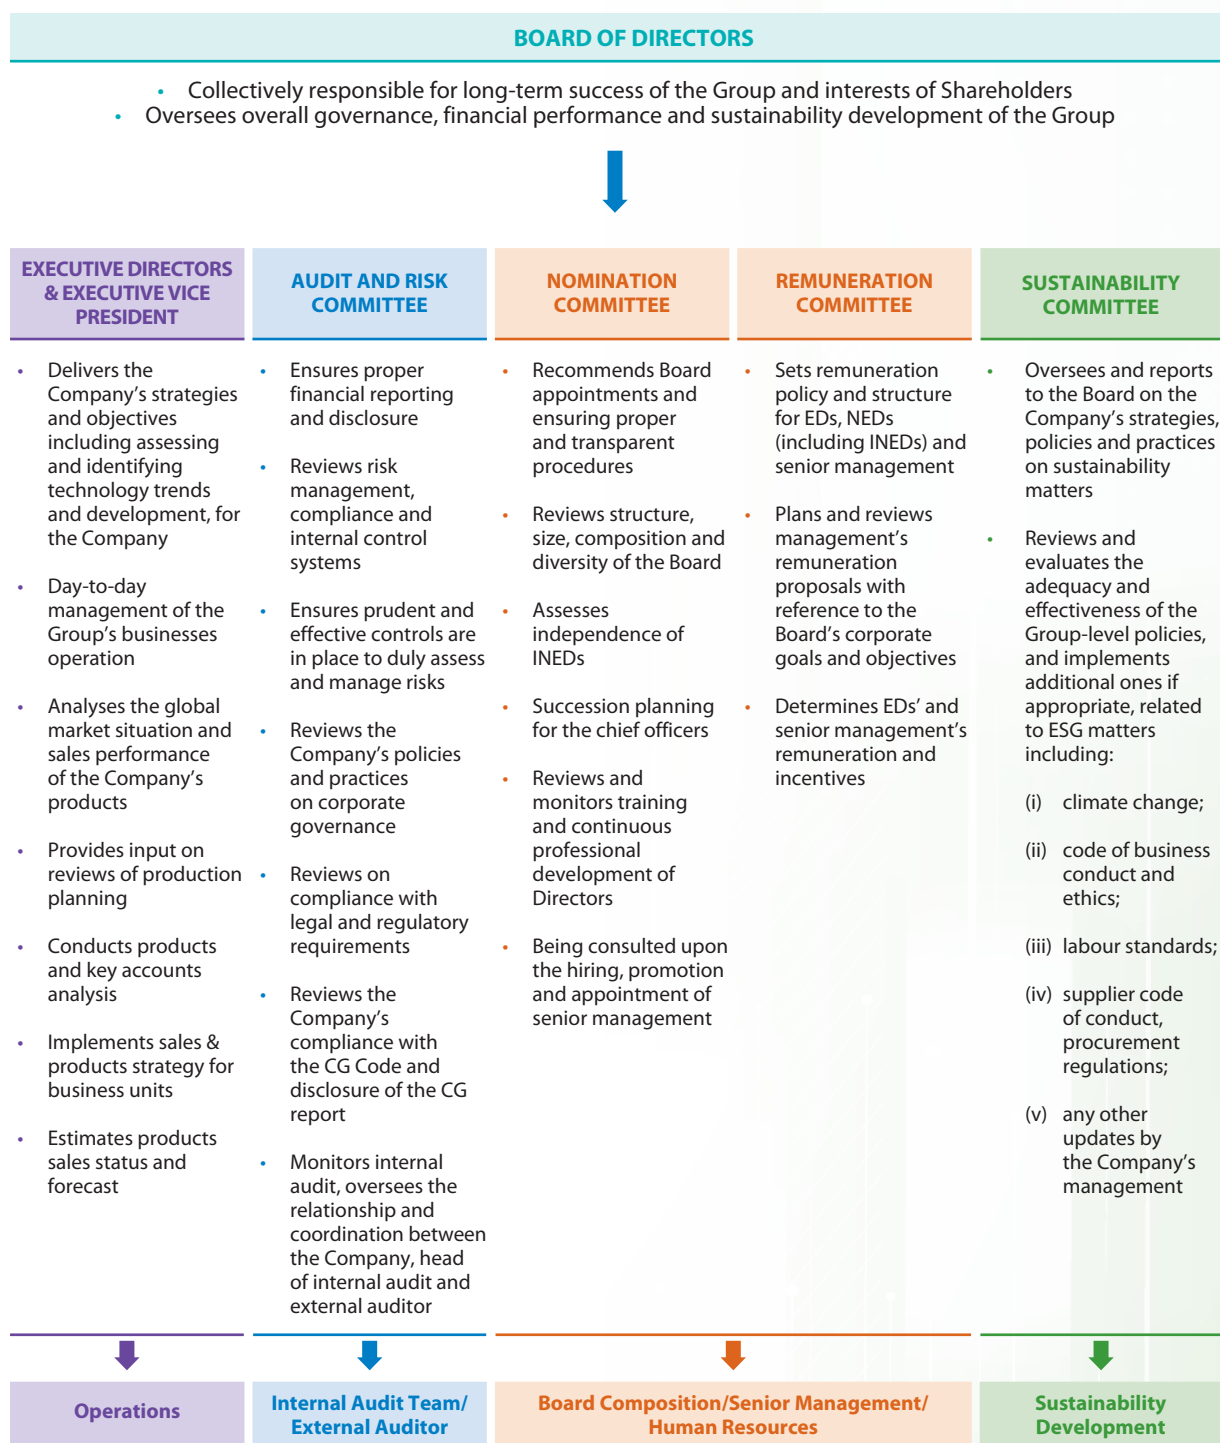 BOARD OF DIRECTORS
• Collectively responsible for long-term success of the Group and interests of Shareholders
• Oversees overall governance, financial performance and sustainability development of the Group
EXECUTIVE DIRECTORS
& EXECUTIVE VICE
PRESIDENT
• Delivers the
Company’s strategies
and objectives
including assessing
and identifying
technology trends
and development, for
the Company
• Day-to-day
management of the
Group’s businesses
operation
• Analyses the global
market situation and
sales performance
of the Company’s
products
• Provides input on
reviews of production
planning
• Conducts products
and key accounts
analysis
• Implements sales &
products strategy for
business units
• Estimates products
sales status and
forecast
Operations
AUDIT AND RISK
COMMITTEE
• Ensures proper
financial reporting
and disclosure
• Reviews risk
management,
compliance and
internal control
systems
• Ensures prudent and
effective controls are
in place to duly assess
and manage risks
• Reviews the
Company’s policies
and practices
on corporate
governance
• Reviews on
compliance with
legal and regulatory
requirements
• Reviews the
Company’s
compliance with
the CG Code and
disclosure of the CG
report
• Monitors internal
audit, oversees the
relationship and
coordination between
the Company, head
of internal audit and
external auditor
Internal Audit Team/
External Auditor
NOMINATION
COMMITTEE
• Recommends Board
appointments and
ensuring proper
and transparent
procedures
• Reviews structure,
size, composition and
diversity of the Board
• Assesses
independence of
INEDs
• Succession planning
for the chief officers
• Reviews and
monitors training
and continuous
professional
development of
Directors
• Being consulted upon
the hiring, promotion
and appointment of
senior management
REMUNERATION
COMMITTEE
• Sets remuneration
policy and structure
for EDs, NEDs
(including INEDs) and
senior management
• Plans and reviews
management’s
remuneration
proposals with
reference to the
Board’s corporate
goals and objectives
• Determines EDs’ and
senior management’s
remuneration and
incentives
Board Composition/Senior Management/
Human Resources
SUSTAINABILITY
COMMITTEE
• Oversees and reports
to the Board on the
Company’s strategies,
policies and practices
on sustainability
matters
• Reviews and
evaluates the
adequacy and
effectiveness of the
Group-level policies,
and implements
additional ones if
appropriate, related
to ESG matters
including:
(i) climate change;
(ii) code of business
conduct and
ethics;
(iii) labour standards;
(iv) supplier code
of conduct,
procurement
regulations;
(v) any other
updates by
the Company’s
management
Sustainability
Development